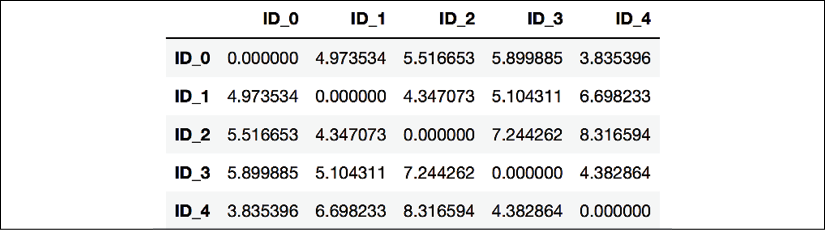 ID_0 ID_1 ID_2 ID_3 ID_4
ID_0 0.000000 4.973534 5.516653 5.899885 3.835396
ID_1 4.973534 0.000000 4.347073 5.104311 6.698233
ID_2 5.516653 4.347073 0.000000 7.244262 8.316594
ID_3 5.899885 5.104311 7.244262 0.000000 4.382864
ID_4 3.835396 6.698233 8.316594 4.382864 0.000000